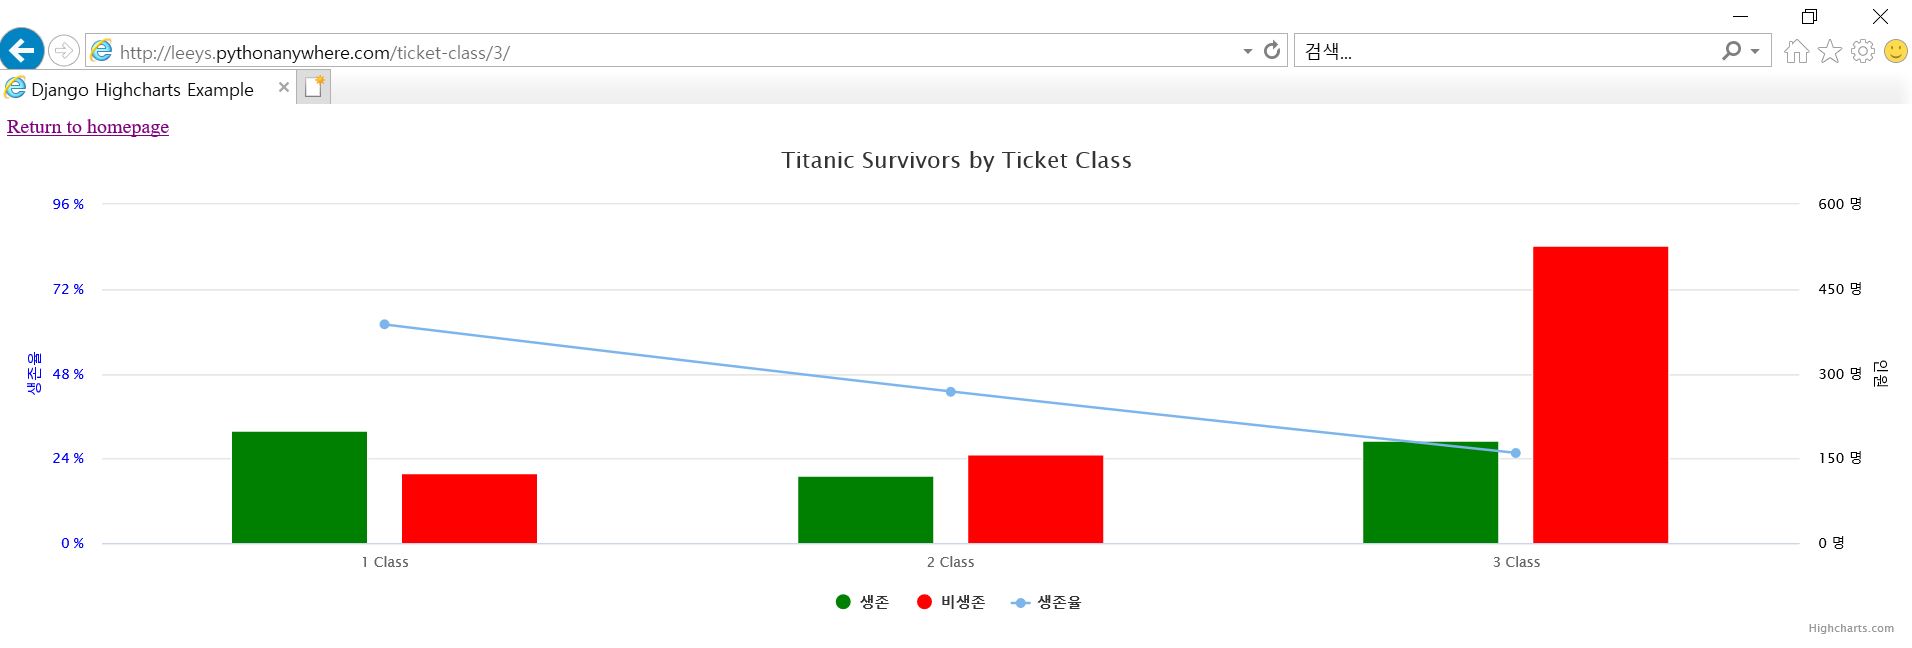 http://leeys.pythonanywhere.com/ticket-class/3/
검색...
Django Highcharts Example
Return to homepage
Titanic Survivors by Ticket Class
96 %
72 %
48 %
24 %
0 %
생존율
600 명
450 명
300 명
150 명
0 명
인원
1 Class
2 Class
3 Class
생존
비생존
생존율
Highcharts.com